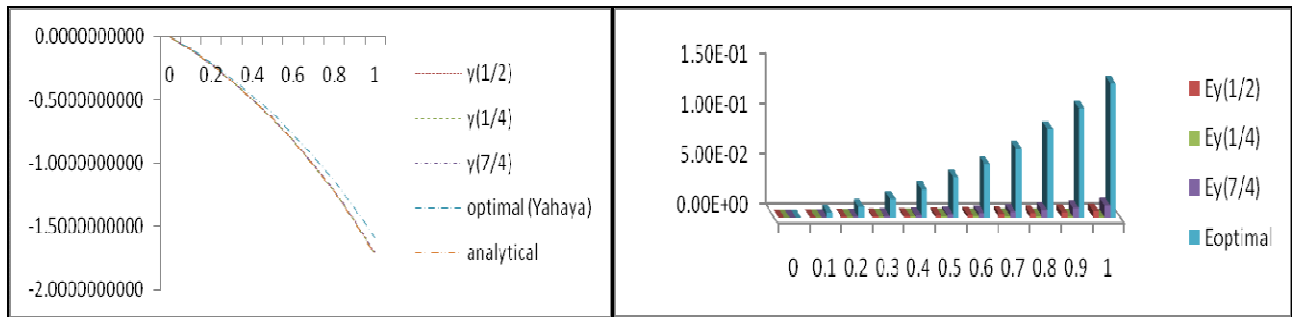 0.0000000000
-0.5000000000
-1.0000000000
-1.5000000000
-2.0000000000
0 0.2 0.4 0.6 0.8 1
y(1/2)
y(1/4)
y(7/4)
optimal (Yahaya)
analytical
1.50E-01
1.00E-01
5.00E-02
0.00E+00
0 0.1 0.2 0.3 0.4 0.5 0.6 0.7 0.8 0.9 1
Ey(1/2)
Ey(1/4)
Ey(7/4)
Eoptimal